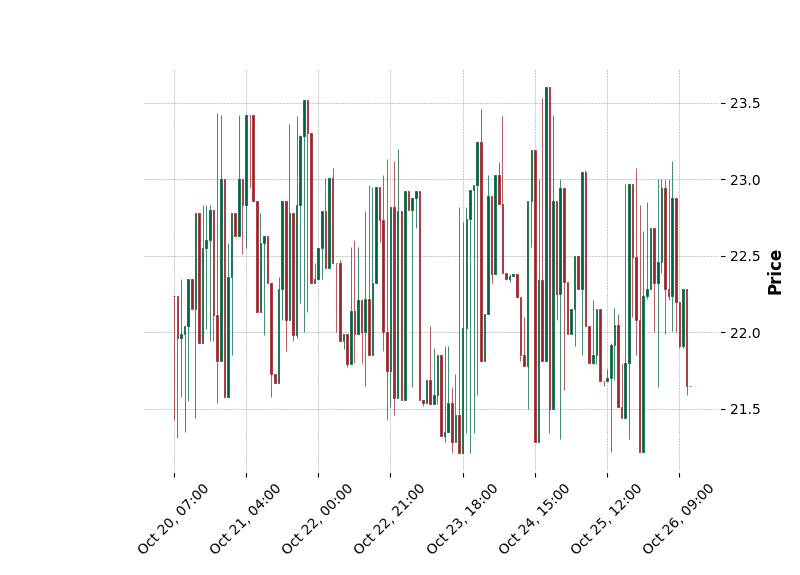 23.5
23.0
22.5
22.0
21.5
Price
Oct 20, 07:00
Oct 21, 04:00
Oct 22, 00:00
Oct 22, 21:00
Oct 23, 18:00
Oct 24, 15:00
Oct 25, 12:00
Oct 26, 09:00